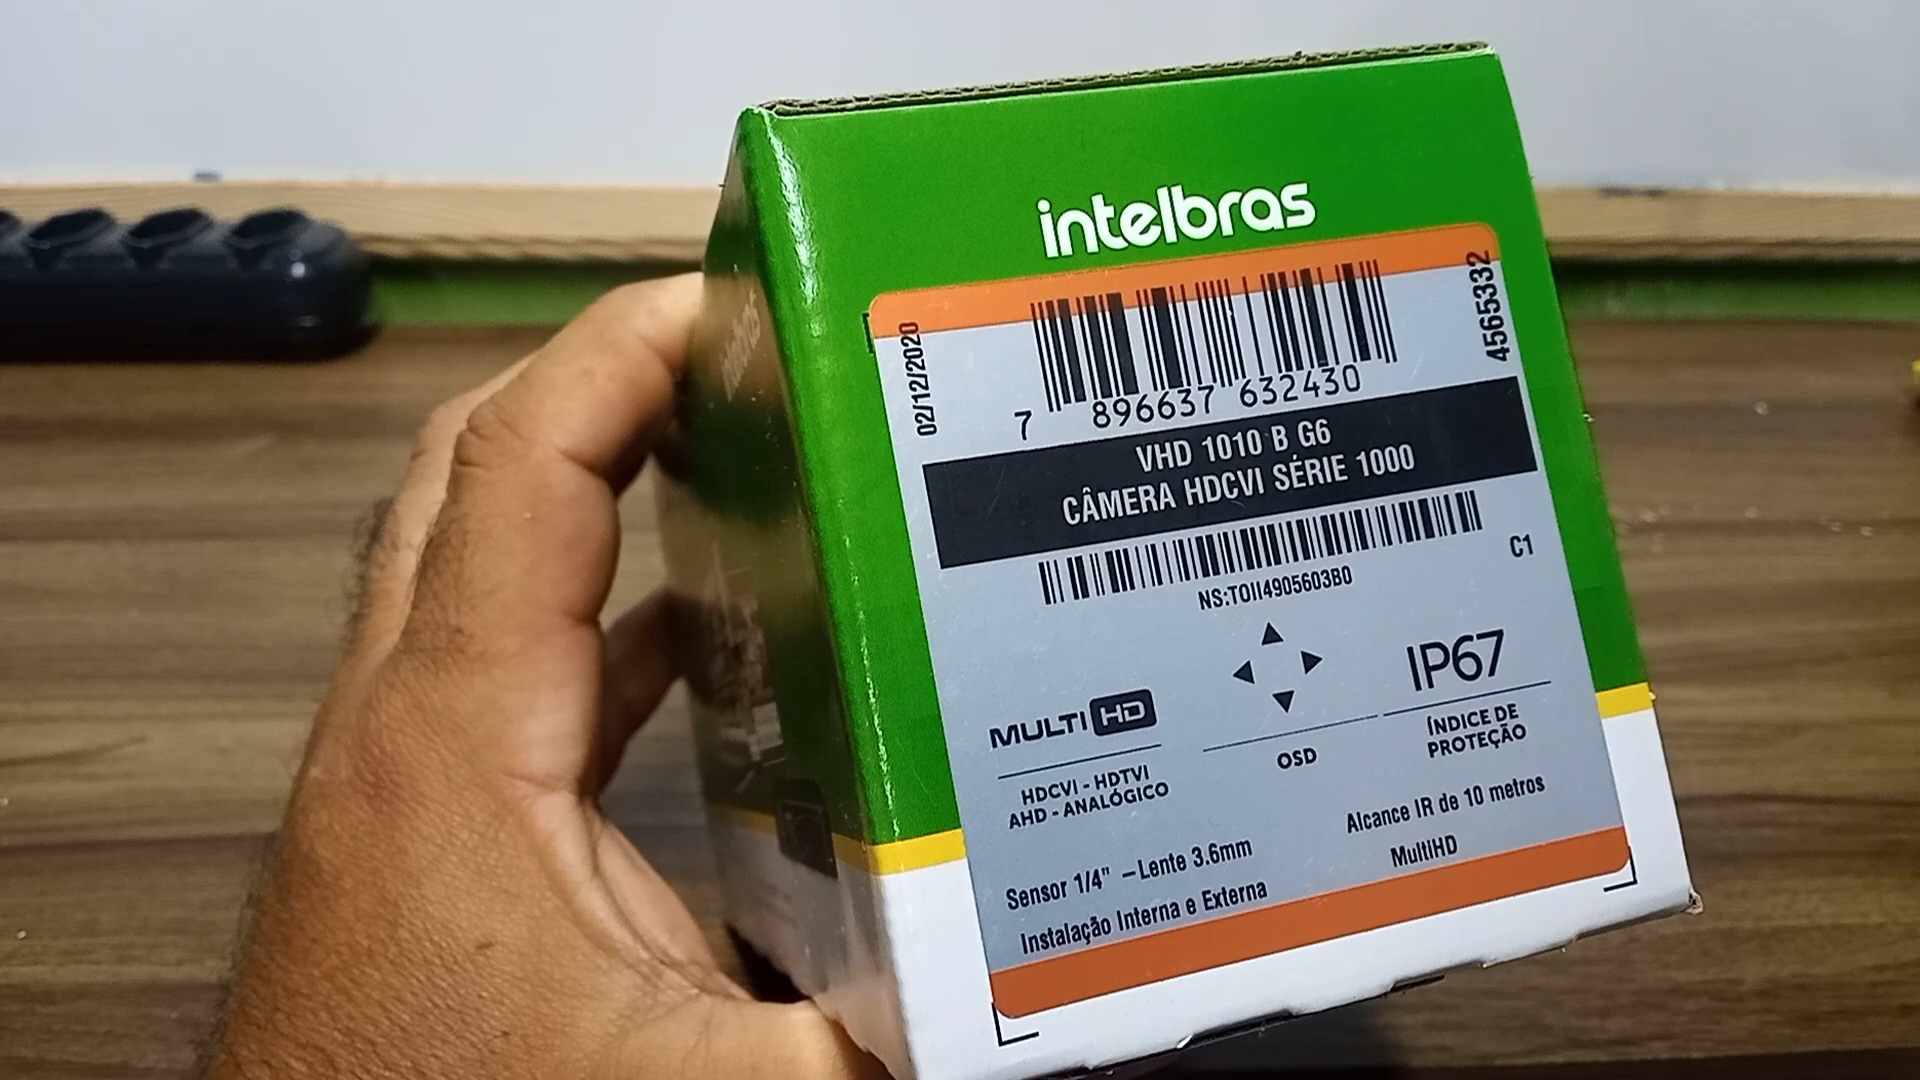 intelbras
02/12/2020
4565332
7 896637 632430
VHD 1010 B G6
CÂMERA HDCVI SÉRIE 1000
NS:TOII4905603B0
C1
MULTI HD
HDCVI - HDTVI
AHD - ANALÓGICO
OSD
IP67
ÍNDICE DE
PROTEÇÃO
Sensor 1/4" – Lente 3.6mm
Alcance IR de 10 metros
Instalação Interna e Externa
MultiHD